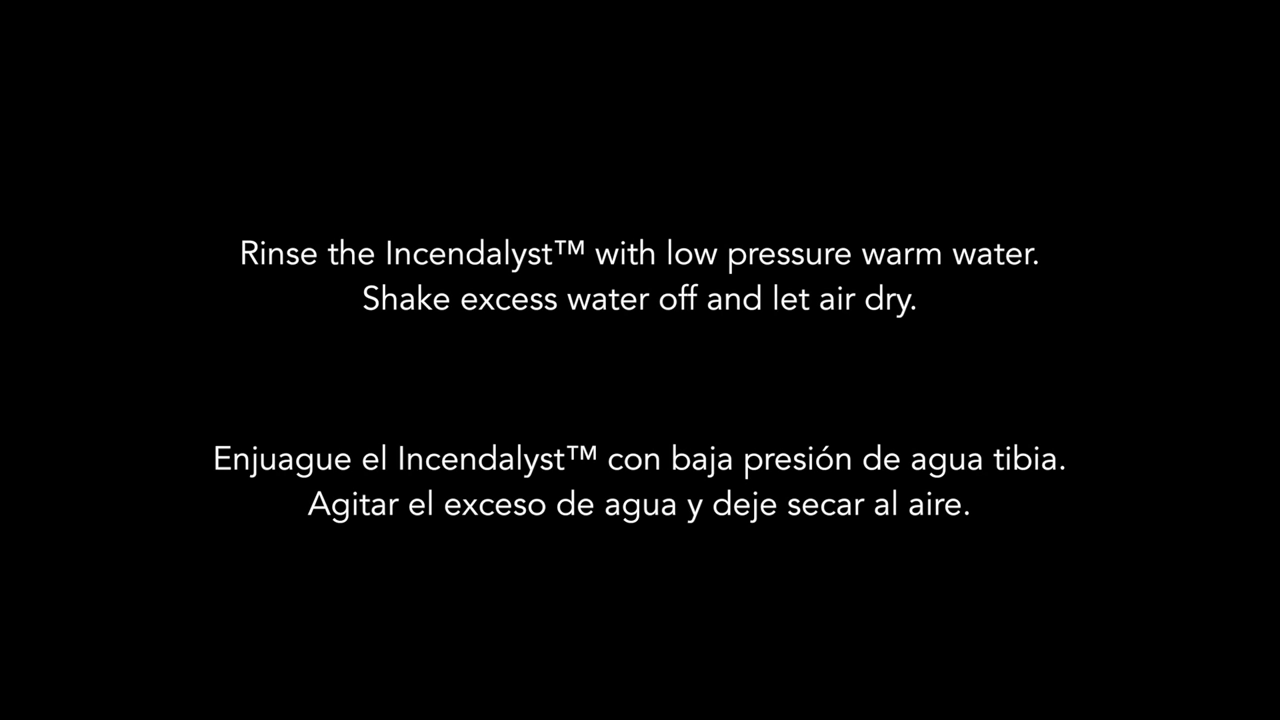 Rinse the Incendalyst™ with low pressure warm water.
Shake excess water off and let air dry.
Enjuague el Incendalyst™ con baja presión de agua tibia.
Agitar el exceso de agua y deje secar al aire.